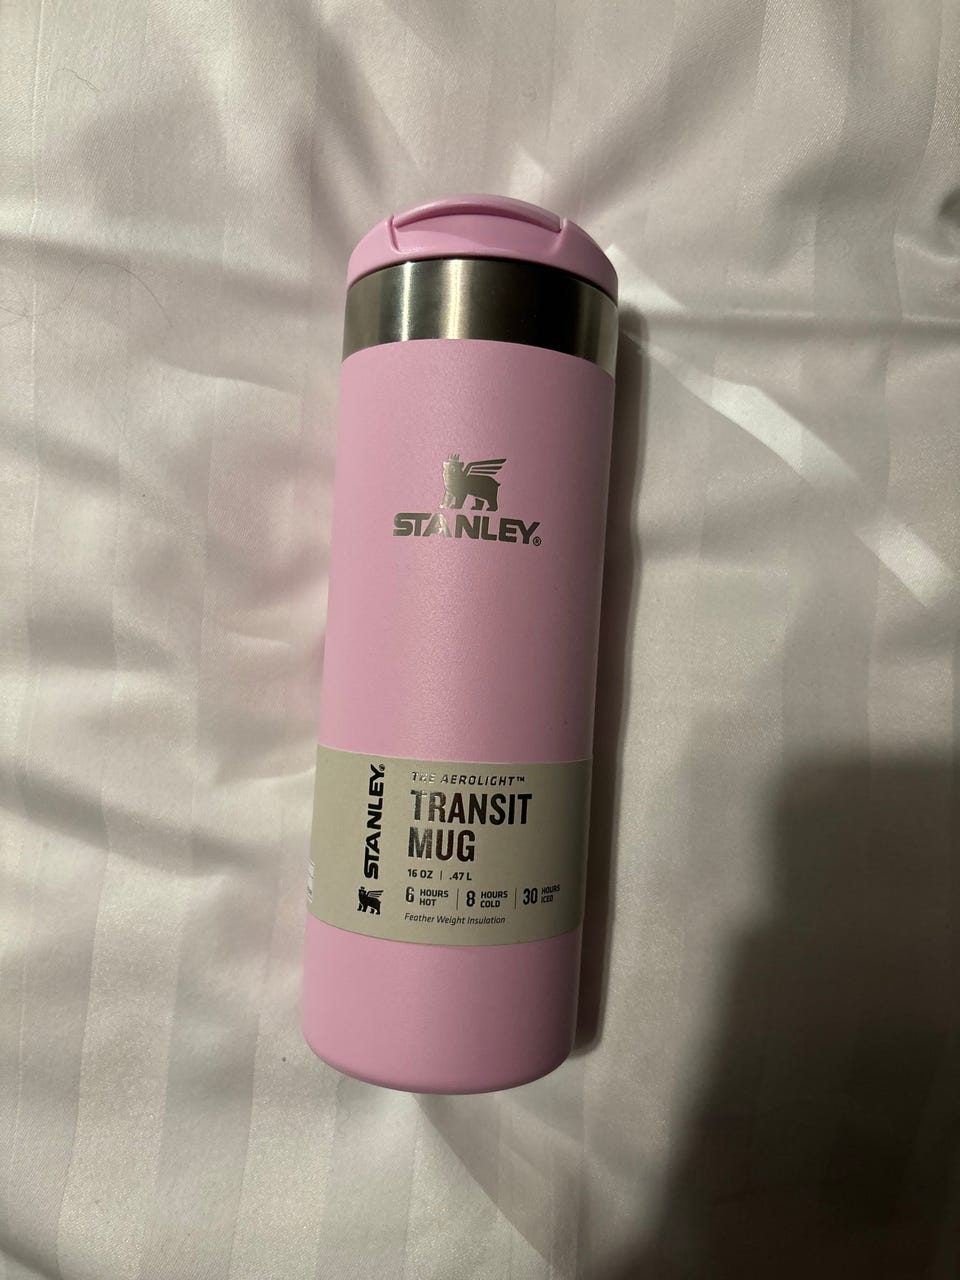 STANLEY®
STANLEY®
THE AEROLIGHT™
TRANSIT
MUG
16 OZ | .47 L
6 HOURS HOT | 8 HOURS COLD | 30 HOURS ICED
Feather Weight Insulation